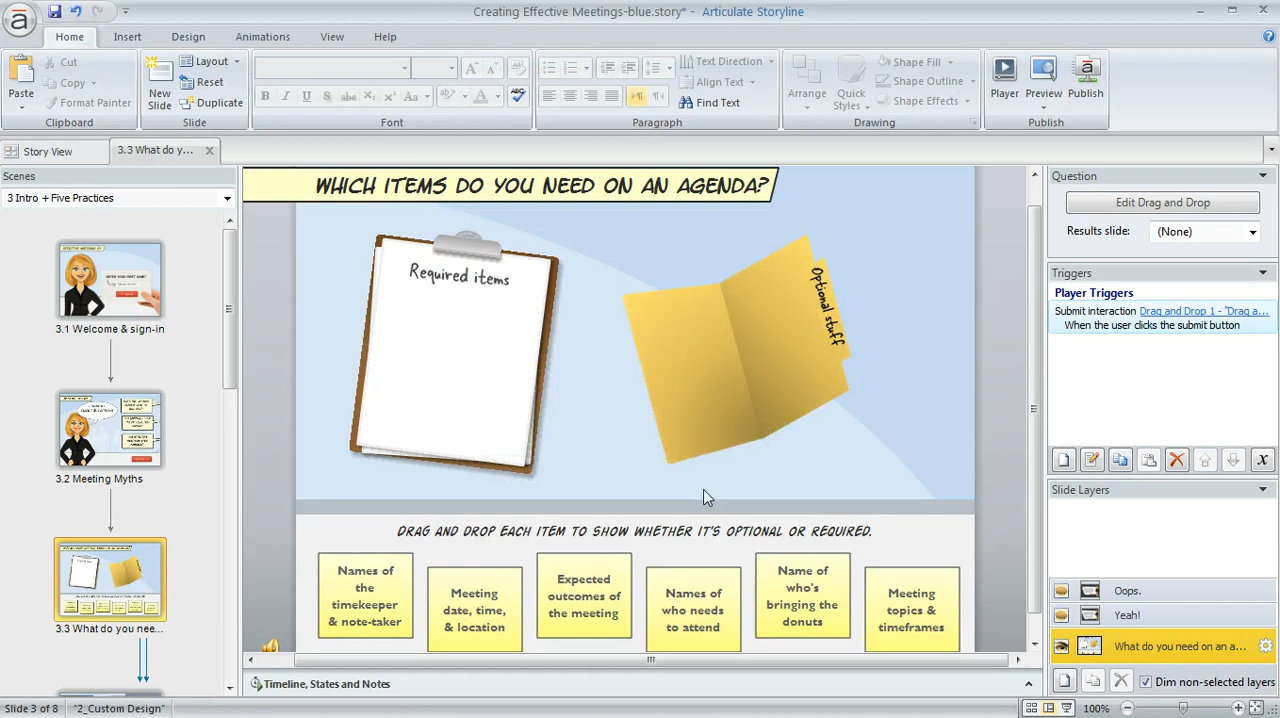 Creating Effective Meetings-blue.story* - Articulate Storyline
Home Insert Design Animations View Help
Paste
Cut
Copy
Format Painter
Clipboard
New Slide
Layout
Reset
Duplicate
Slide
B I U S abc X₂ X² Aa A
Font
Text Direction
Align Text
Find Text
Paragraph
Arrange
Quick Styles
Shape Fill
Shape Outline
Shape Effects
Drawing
Player Preview Publish
Publish
Story View
3.3 What do y...
Scenes
3 Intro + Five Practices
3.1 Welcome & sign-in
3.2 Meeting Myths
3.3 What do you nee...
WHICH ITEMS DO YOU NEED ON AN AGENDA?
Required items
Optional stuff
DRAG AND DROP EACH ITEM TO SHOW WHETHER IT'S OPTIONAL OR REQUIRED.
Names of
the
timekeeper
& note-taker
Meeting
date, time,
& location
Expected
outcomes of
the meeting
Names of
who needs
to attend
Name of
who's
bringing the
donuts
Meeting
topics &
timeframes
Timeline, States and Notes
Question
Edit Drag and Drop
Results slide: (None)
Triggers
Player Triggers
Submit interaction Drag and Drop 1 - "Drag a...
When the user clicks the submit button
Slide Layers
Oops.
Yeah!
What do you need on an a...
Dim non-selected layers
Slide 3 of 8 "2_Custom Design" 100%